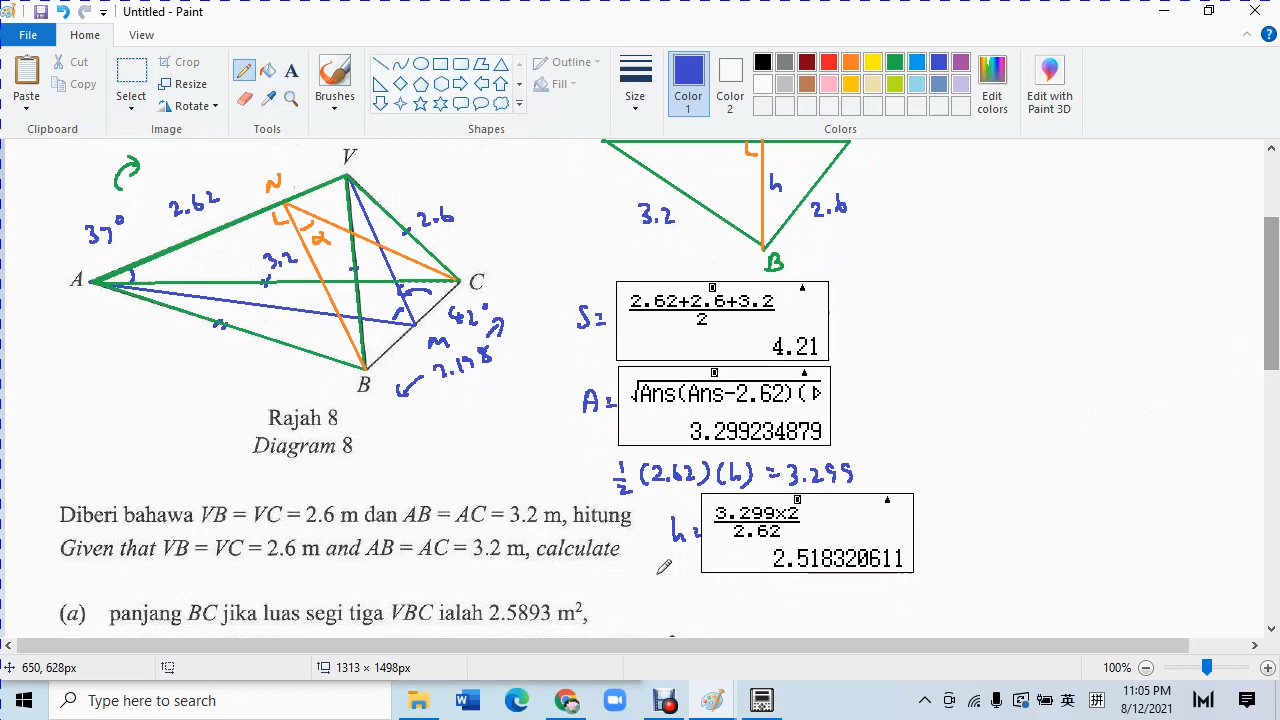 Untitled - Paint
File
Home
View
Paste
Cut
Copy
Clipboard
Select
Crop
Resize
Rotate
Image
Tools
Brushes
Shapes
Outline
Fill
Size
Color 1
Color 2
Colors
Edit colors
Edit with Paint 3D
V
N
2.62
37°
α
3.2
2.6
A
C
42°
M
B
Rajah 8
Diagram 8
h
3.2
2.6
B
S=
2.62+2.6+3.2
2
4.21
A=
√Ans(Ans-2.62)(
3.299234879
1/2 (2.62)(h) = 3.299
h=
3.299x2
2.62
2.518320611
Diberi bahawa VB = VC = 2.6 m dan AB = AC = 3.2 m, hitung
Given that VB = VC = 2.6 m and AB = AC = 3.2 m, calculate
(a) panjang BC jika luas segi tiga VBC ialah 2.5893 m²,
650, 628px
1313 × 1498px
100%
Type here to search
英
拼
11:05 PM
8/12/2021